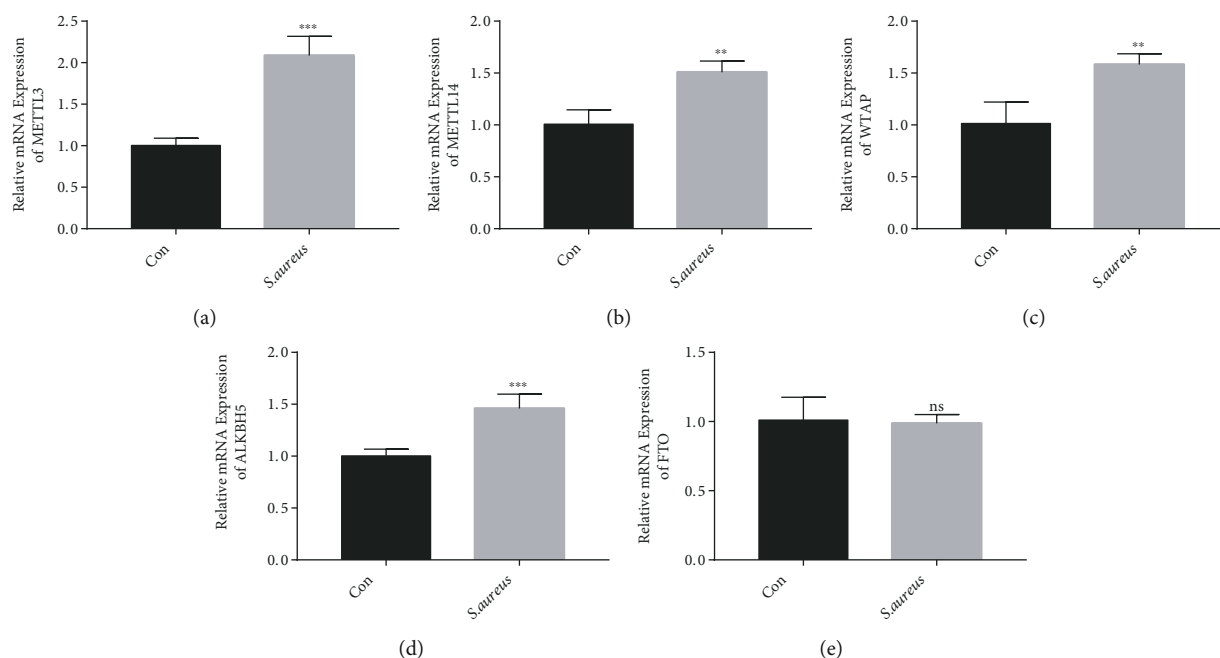 Relative mRNA Expression
of METTL3
2.5
2.0
1.5
1.0
0.5
0.0
***
Con
S.aureus
(a)
Relative mRNA Expression
of METTL14
2.0
1.5
1.0
0.5
0.0
**
Con
S.aureus
(b)
Relative mRNA Expression
of WTAP
2.0
1.5
1.0
0.5
0.0
**
Con
S.aureus
(c)
Relative mRNA Expression
of ALKBH5
2.0
1.5
1.0
0.5
0.0
***
Con
S.aureus
(d)
Relative mRNA Expression
of FTO
1.5
1.0
0.5
0.0
ns
Con
S.aureus
(e)